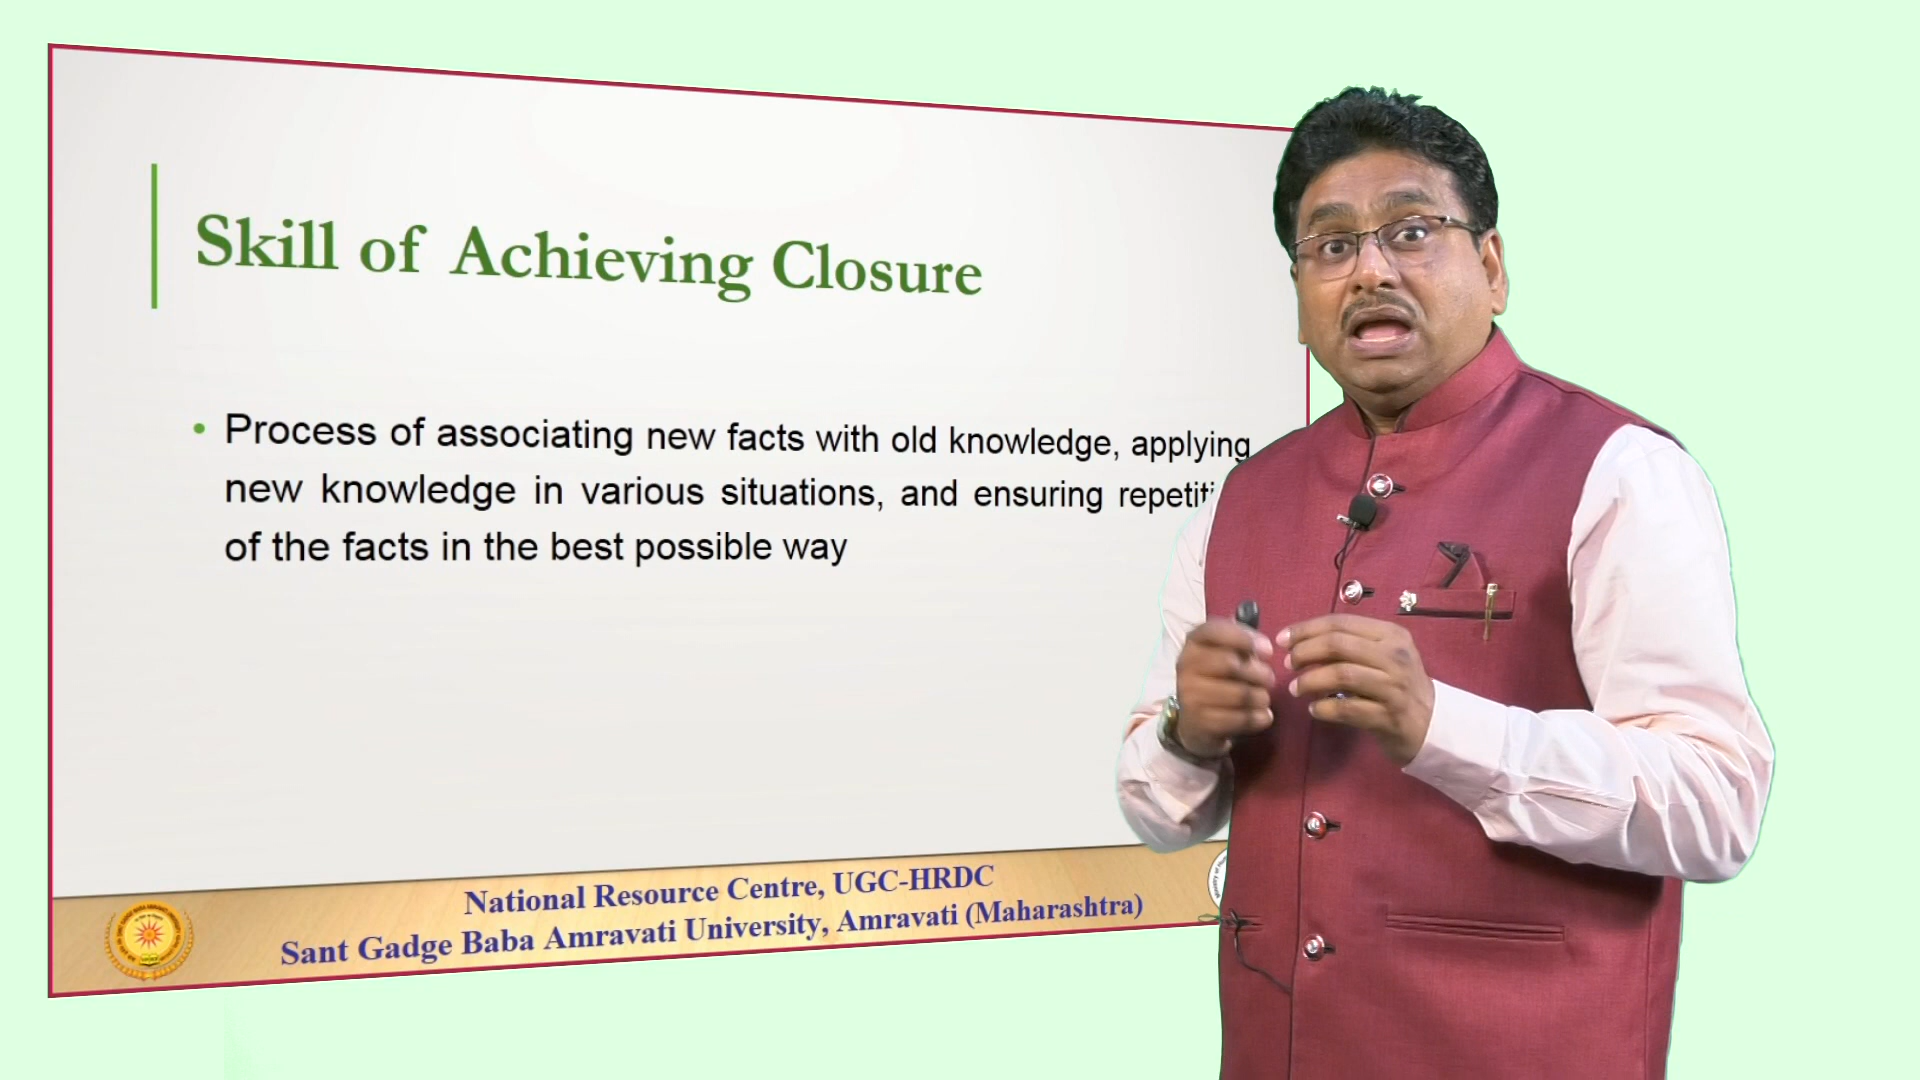 Skill of Achieving Closure
• Process of associating new facts with old knowledge, applying
new knowledge in various situations, and ensuring
of the facts in the best possible way
National Resource Centre, UGC-HRDC
Sant Gadge Baba Amravati University, Amravati (Maharashtra)